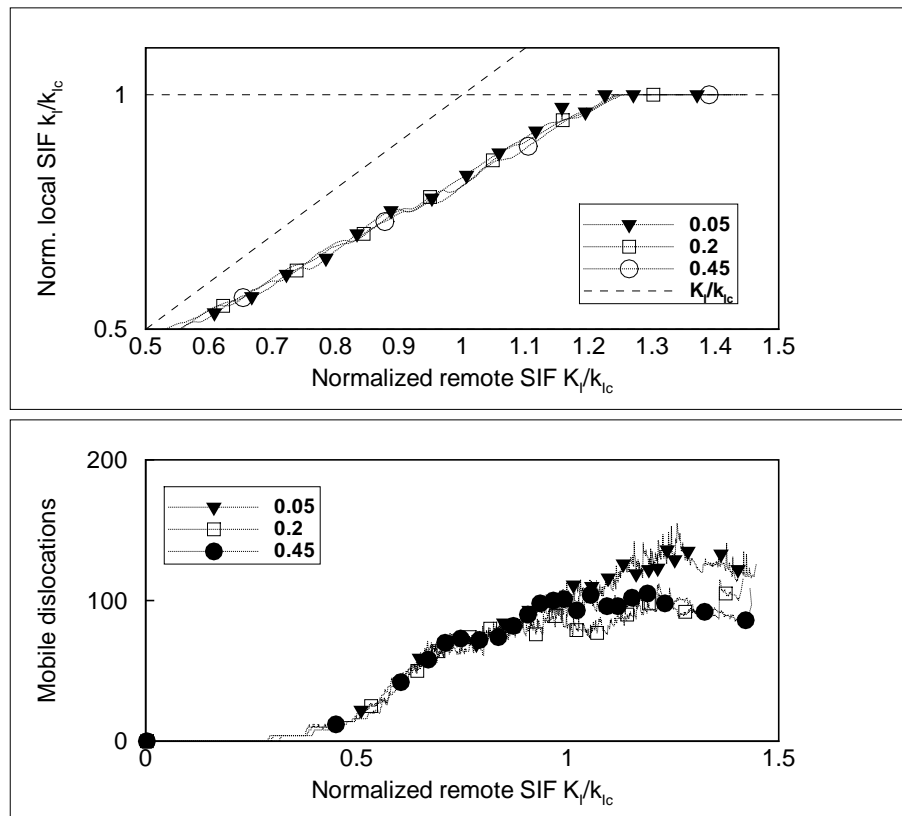 Norm. local SIF k_I/k_Ic
1
0.5
0.5 0.6 0.7 0.8 0.9 1 1.1 1.2 1.3 1.4 1.5
Normalized remote SIF K_I/k_Ic
0.05
0.2
0.45
K_I/k_Ic
Mobile dislocations
200
100
0
0 0.5 1 1.5
Normalized remote SIF K_I/k_Ic
0.05
0.2
0.45